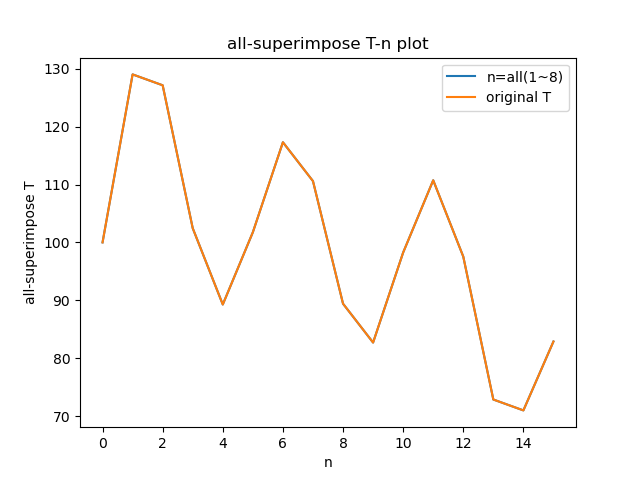 all-superimpose T-n plot
n=all(1~8)
original T
all-superimpose T
130
120
110
100
90
80
70
0 2 4 6 8 10 12 14
n